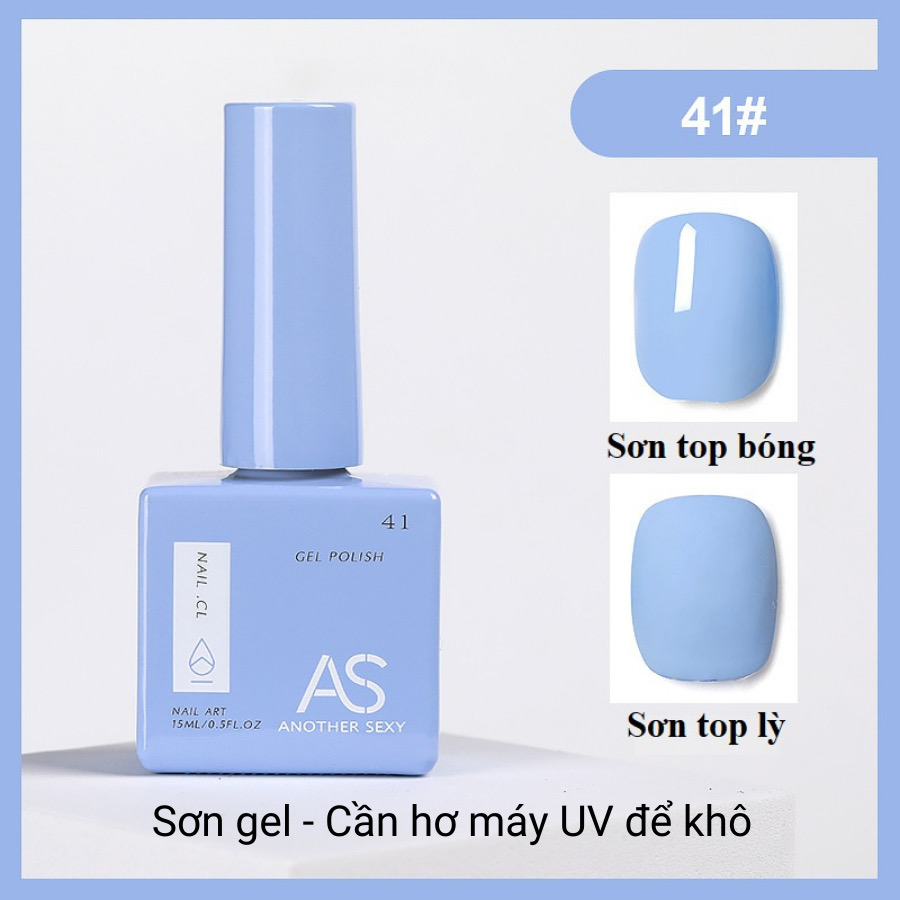 41#
Sơn top bóng
41
GEL POLISH
NAIL .CL
AS
NAIL ART
15ML/0.5FL.OZ
ANOTHER SEXY
Sơn top lỳ
Sơn gel - Cần hơ máy UV để khô